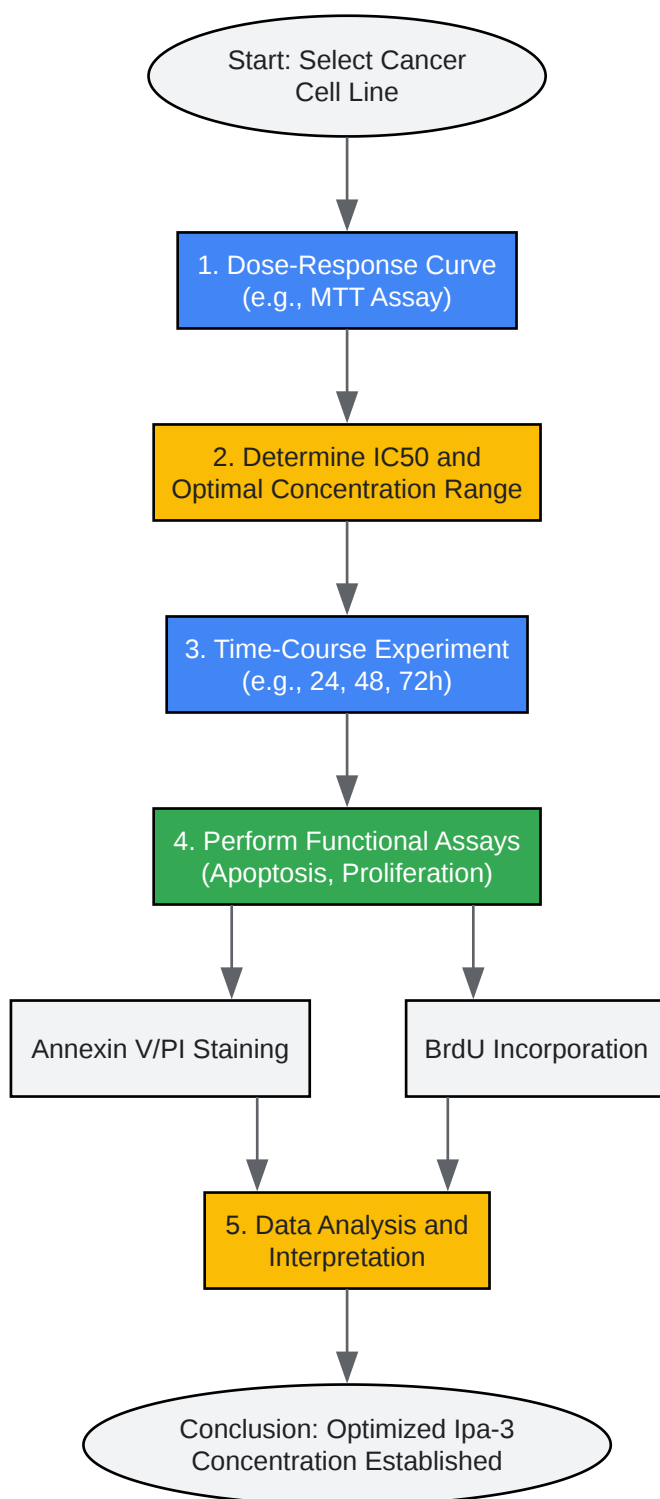 Start: Select Cancer
Cell Line
1. Dose-Response Curve
(e.g., MTT Assay)
2. Determine IC50 and
Optimal Concentration Range
3. Time-Course Experiment
(e.g., 24, 48, 72h)
4. Perform Functional Assays
(Apoptosis, Proliferation)
Annexin V/PI Staining
BrdU Incorporation
5. Data Analysis and
Interpretation
Conclusion: Optimized Ipa-3
Concentration Established